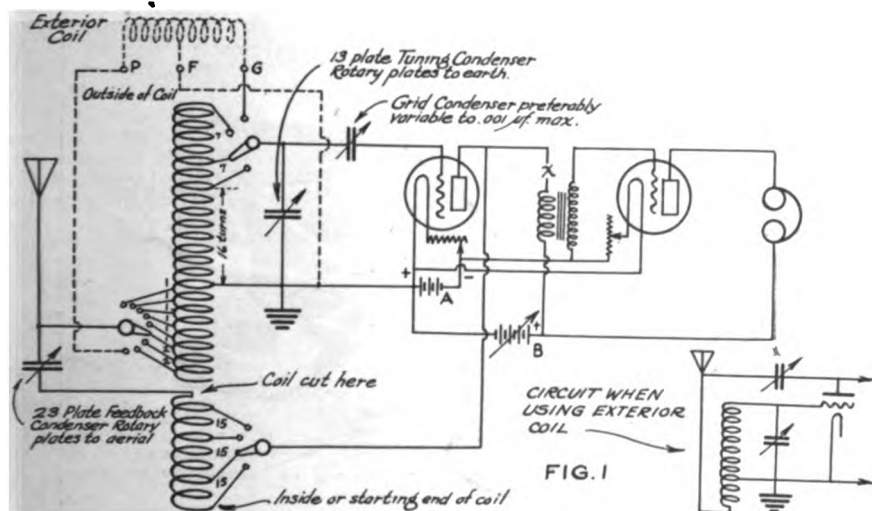 Exterior
Coil
P F G
Outside of Coil
13 plate Tuning Condenser
Rotary plates to earth.
Grid Condenser preferably
variable to .001 μf. max.
7
7
16 turns
X
+
-
A
+
B
Coil cut here
23 Plate Feedback
Condenser Rotary
plates to aerial
15
15
15
Inside or starting end of coil
CIRCUIT WHEN
USING EXTERIOR
COIL
FIG.1
x